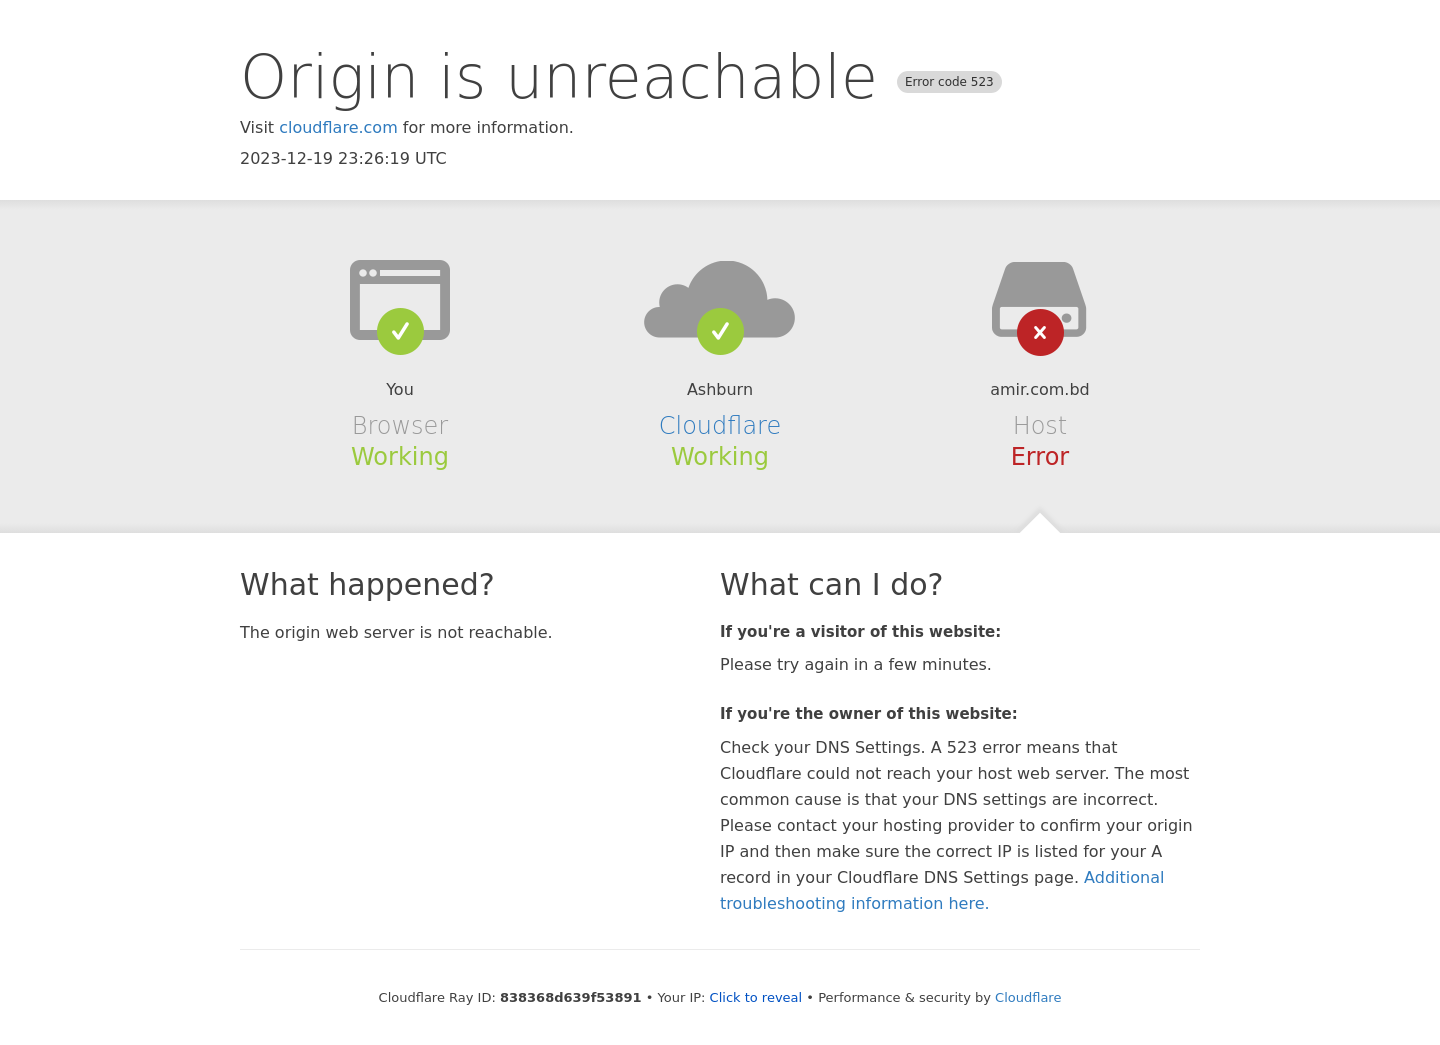 Origin is unreachable Error code 523
Visit cloudflare.com for more information.
2023-12-19 23:26:19 UTC
You
Browser
Working
Ashburn
Cloudflare
Working
amir.com.bd
Host
Error
What happened?
The origin web server is not reachable.
What can I do?
If you're a visitor of this website:
Please try again in a few minutes.
If you're the owner of this website:
Check your DNS Settings. A 523 error means that
Cloudflare could not reach your host web server. The most
common cause is that your DNS settings are incorrect.
Please contact your hosting provider to confirm your origin
IP and then make sure the correct IP is listed for your A
record in your Cloudflare DNS Settings page. Additional
troubleshooting information here.
Cloudflare Ray ID: 838368d639f53891 • Your IP: Click to reveal • Performance & security by Cloudflare